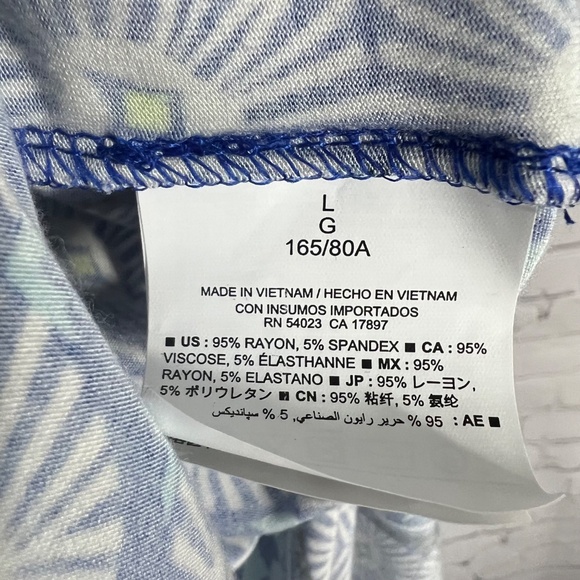 L
G
165/80A
MADE IN VIETNAM / HECHO EN VIETNAM
CON INSUMOS IMPORTADOS
RN 54023 CA 17897
■ US : 95% RAYON, 5% SPANDEX ■ CA : 95%
VISCOSE, 5% ÉLASTHANNE ■ MX : 95%
RAYON, 5% ELASTANO ■ JP : 95% レーヨン,
5% ポリウレタン ■ CN : 95% 粘纤, 5% 氨纶
■ AE : 95 % حرير رايون الصناعي, 5 % سپانديكس